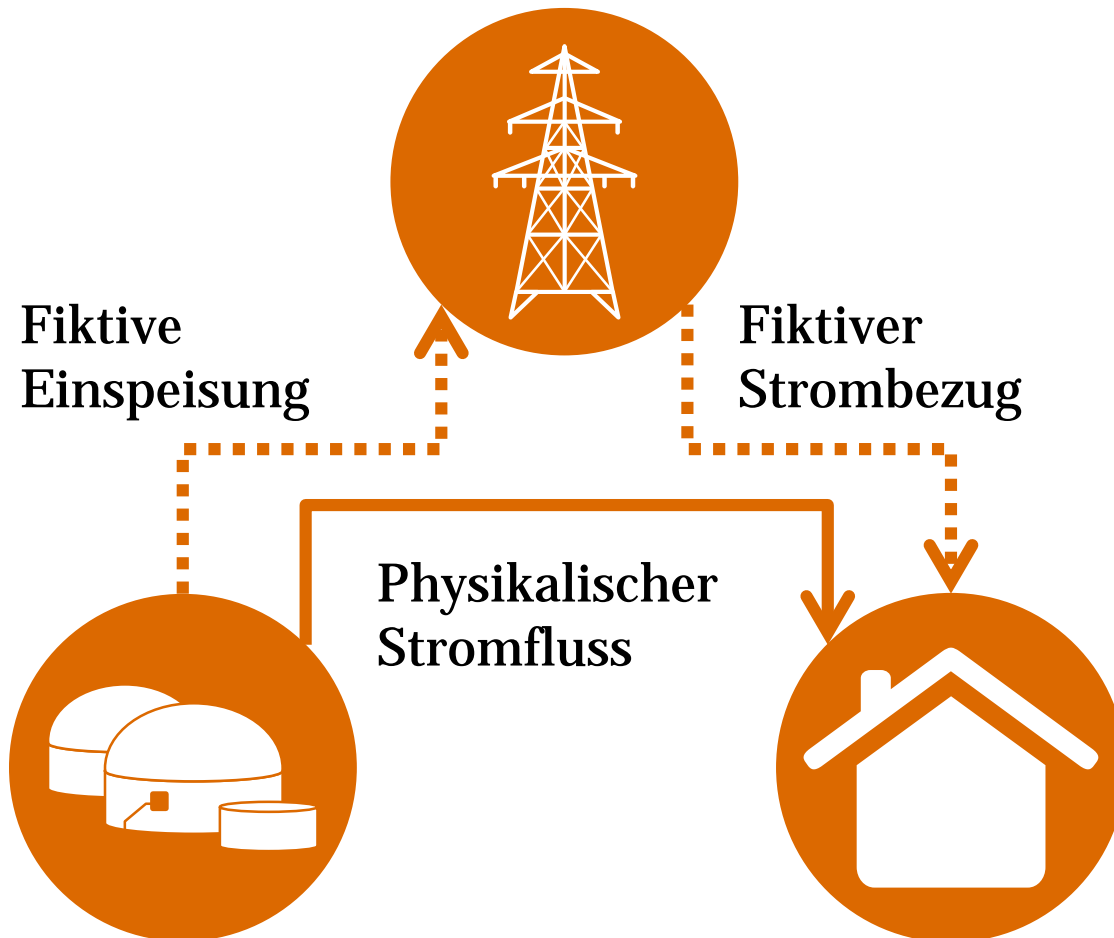 Fiktive
Einspeisung
Fiktiver
Strombezug
Physikalischer
Stromfluss